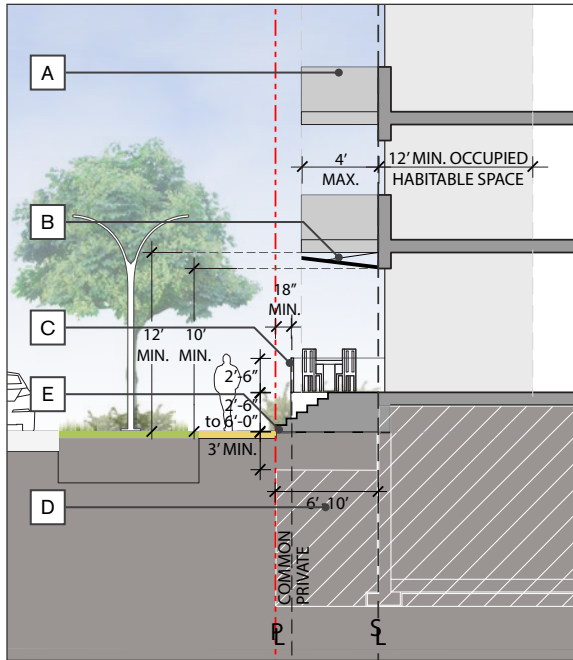 A
4’
MAX.
12’ MIN. OCCUPIED
HABITABLE SPACE
B
18”
MIN.
C
12’
MIN.
10’
MIN.
2’-6”
E
2’-6”
to 6’-0”
3’ MIN.
D
6’ 10’
COMMON
PRIVATE
PL
SL